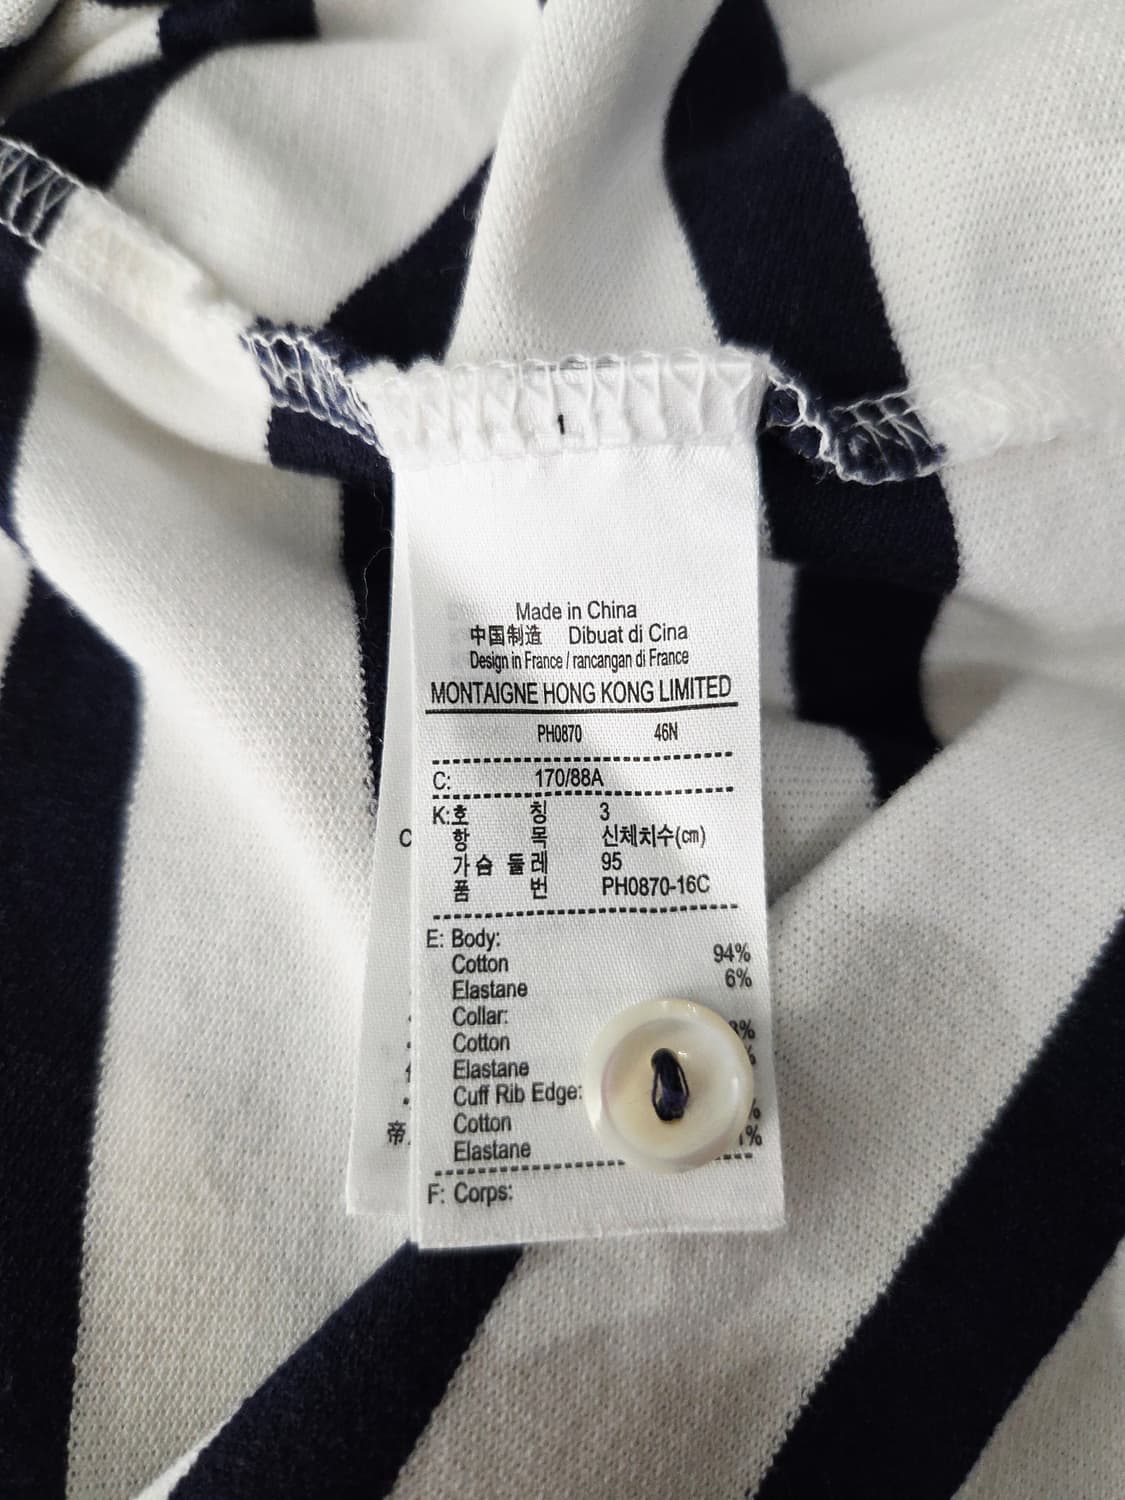 Made in China
中国制造 Dibuat di Cina
Design in France / rancangan di France
MONTAIGNE HONG KONG LIMITED
PH0870 46N
C: 170/88A
K:호 칭 3
항 목 신체치수(cm)
가슴 둘레 95
품 번 PH0870-16C
E: Body:
Cotton 94%
Elastane 6%
Collar:
Cotton
Elastane
Cuff Rib Edge:
Cotton
Elastane
F: Corps: